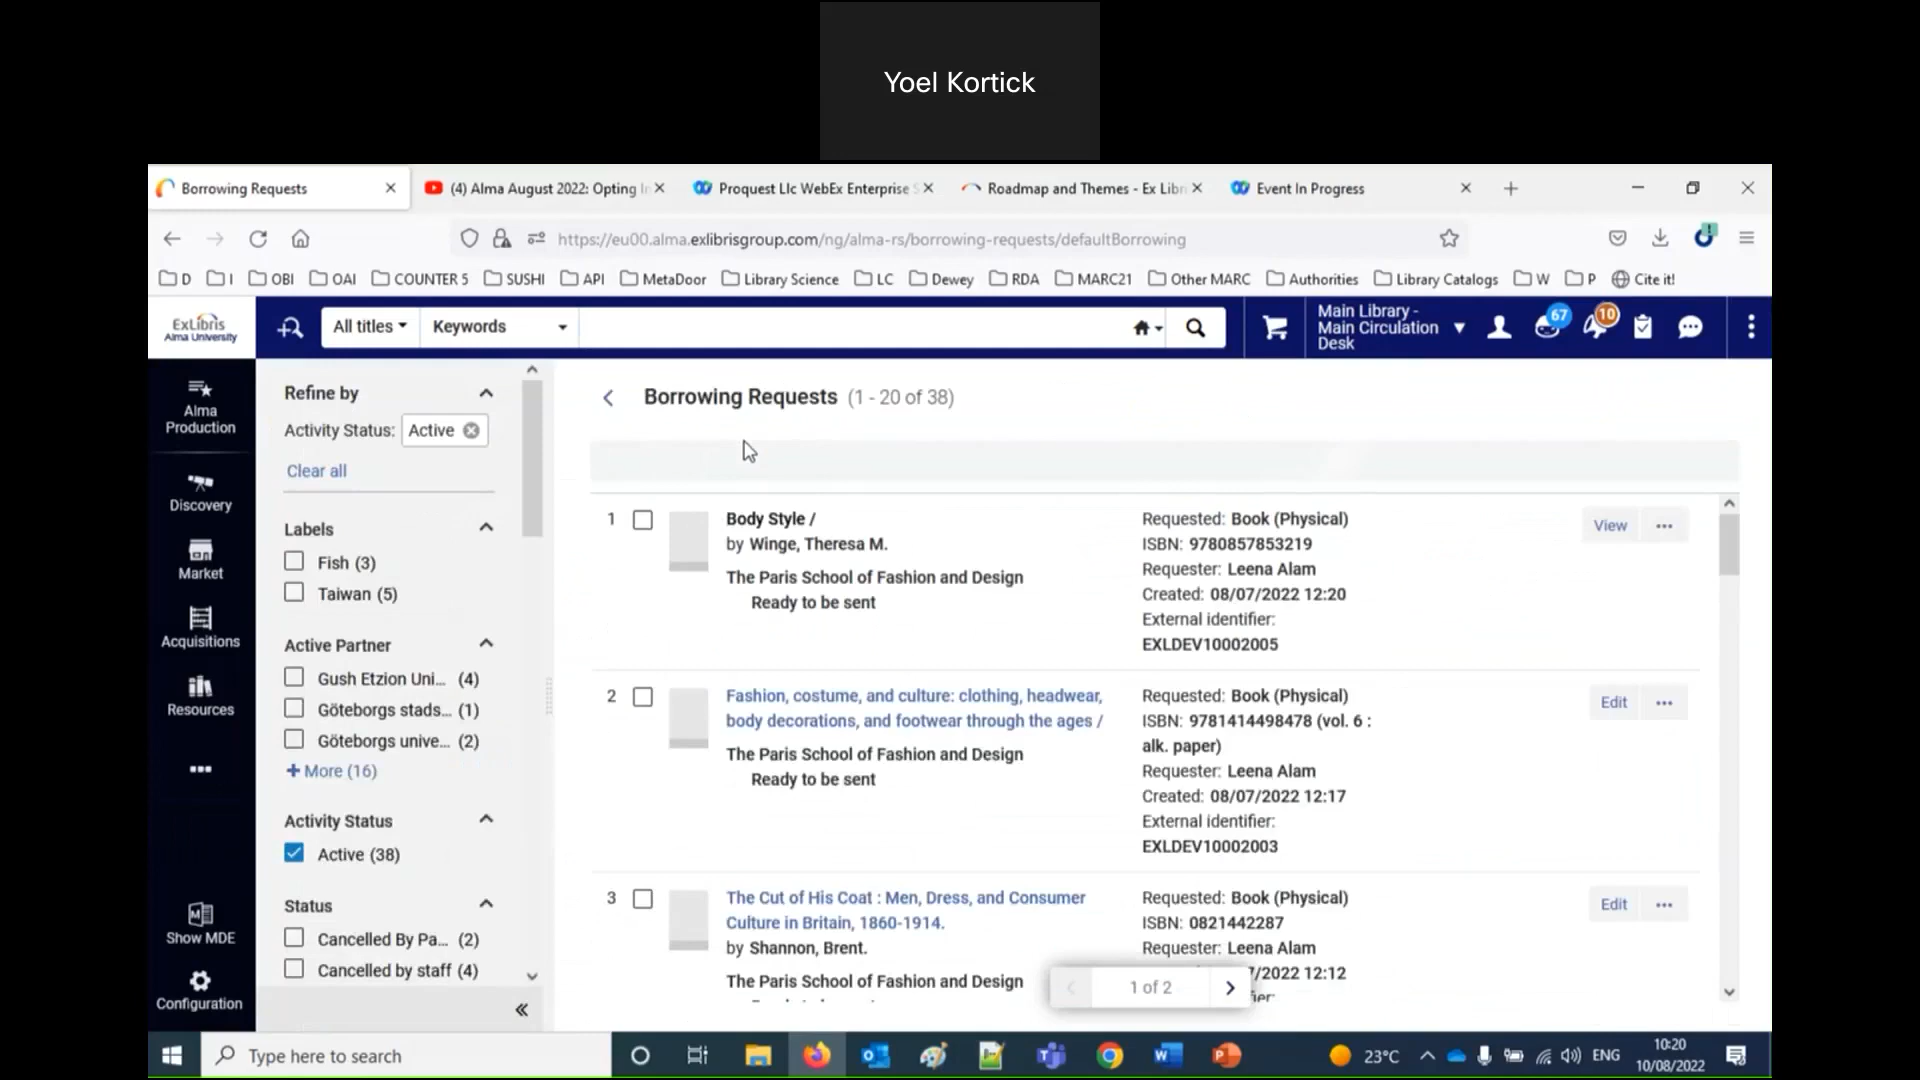 Yoel Kortick
Borrowing Requests
(4) Alma August 2022: Opting In
Proquest Llc WebEx Enterprise S
Roadmap and Themes - Ex Libri
Event In Progress
https://eu00.alma.exlibrisgroup.com/ng/alma-rs/borrowing-requests/defaultBorrowing
D
I
OBI
OAI
COUNTER 5
SUSHI
API
MetaDoor
Library Science
LC
Dewey
RDA
MARC21
Other MARC
Authorities
Library Catalogs
W
P
Cite it!
ExLibris
Alma University
All titles
Keywords
Main Library -
Main Circulation
Desk
67
10
Alma
Production
Discovery
Market
Acquisitions
Resources
Show MDE
Configuration
Refine by
Activity Status: Active
Clear all
Labels
Fish (3)
Taiwan (5)
Active Partner
Gush Etzion Uni... (4)
Göteborgs stads... (1)
Göteborgs unive... (2)
+ More (16)
Activity Status
Active (38)
Status
Cancelled By Pa... (2)
Cancelled by staff (4)
Borrowing Requests (1 - 20 of 38)
1
Body Style /
by Winge, Theresa M.
The Paris School of Fashion and Design
Ready to be sent
Requested: Book (Physical)
ISBN: 9780857853219
Requester: Leena Alam
Created: 08/07/2022 12:20
External identifier:
EXLDEV10002005
View
2
Fashion, costume, and culture: clothing, headwear,
body decorations, and footwear through the ages /
The Paris School of Fashion and Design
Ready to be sent
Requested: Book (Physical)
ISBN: 9781414498478 (vol. 6 :
alk. paper)
Requester: Leena Alam
Created: 08/07/2022 12:17
External identifier:
EXLDEV10002003
Edit
3
The Cut of His Coat : Men, Dress, and Consumer
Culture in Britain, 1860-1914.
by Shannon, Brent.
The Paris School of Fashion and Design
Requested: Book (Physical)
ISBN: 0821442287
Requester: Leena Alam
7/2022 12:12
Edit
1 of 2
Type here to search
23°C
ENG
10:20
10/08/2022